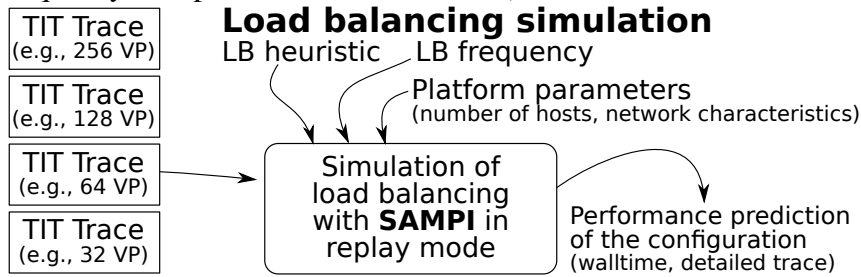 Load balancing simulation
TIT Trace
(e.g., 256 VP)
LB heuristic
LB frequency
TIT Trace
(e.g., 128 VP)
Platform parameters
(number of hosts, network characteristics)
TIT Trace
(e.g., 64 VP)
Simulation of
load balancing
with SAMPI in
replay mode
TIT Trace
(e.g., 32 VP)
Performance prediction
of the configuration
(walltime, detailed trace)